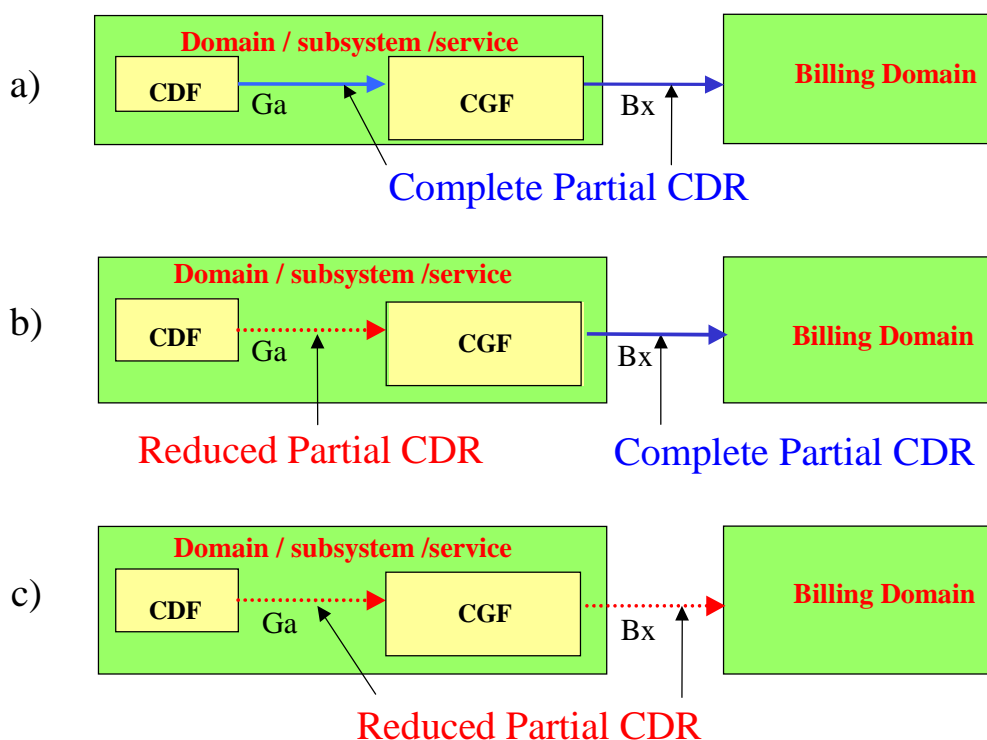 a)
Domain / subsystem /service
CDF
Ga
CGF
Bx
Billing Domain
Complete Partial CDR
b)
Domain / subsystem /service
CDF
Ga
CGF
Bx
Billing Domain
Reduced Partial CDR
Complete Partial CDR
c)
Domain / subsystem /service
CDF
Ga
CGF
Bx
Billing Domain
Reduced Partial CDR